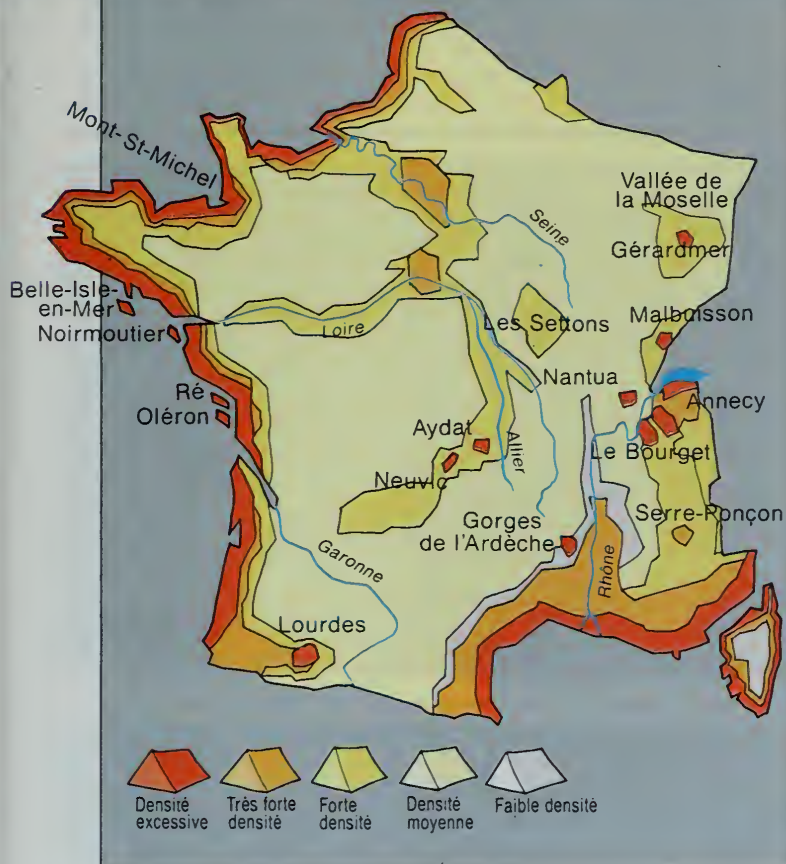 Mont-St-Michel
Vallée de
la Moselle
Seine
Gérardmer
Belle-Isle-
en-Mer
Noirmoutier
Loire
Les Settons
Malbuisson
Nantua
Ré
Oléron
Annecy
Aydat
Allier
Le Bourget
Neuvic
Gorges
de l'Ardèche
Serre-Ponçon
Garonne
Rhône
Lourdes
Densité
excessive
Très forte
densité
Forte
densité
Densité
moyenne
Faible densité